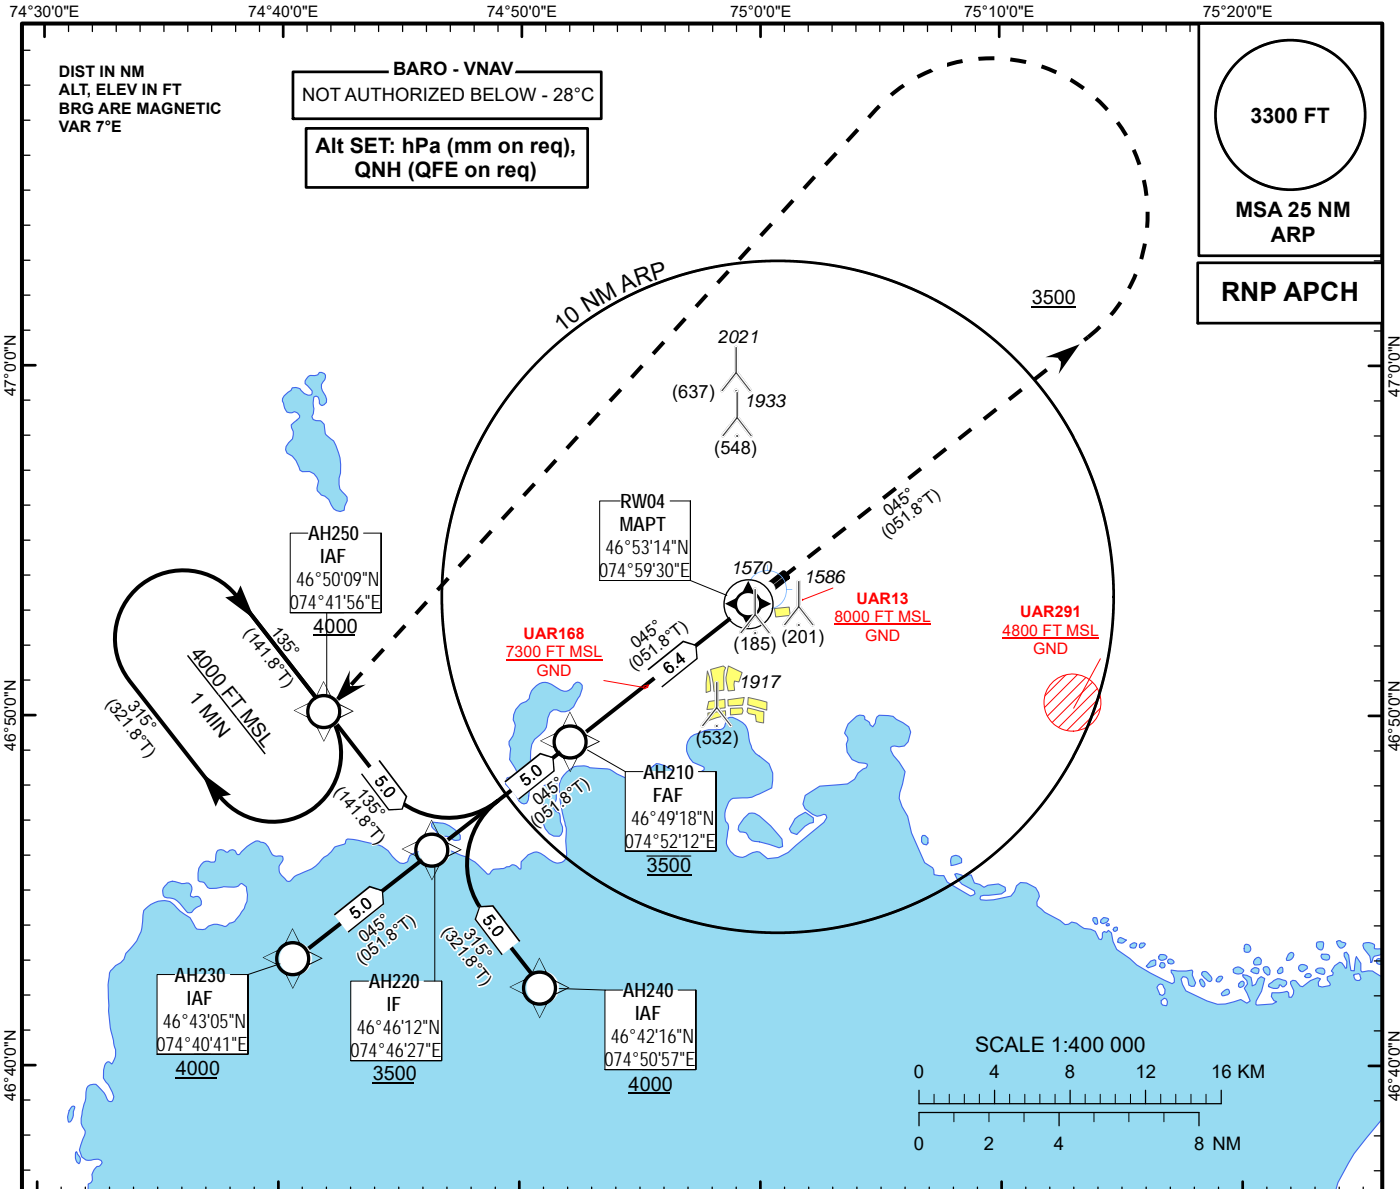 74°30'0"E
74°40'0"E
74°50'0"E
75°0'0"E
75°10'0"E
75°20'0"E
DIST IN NM
ALT, ELEV IN FT
BRG ARE MAGNETIC
VAR 7°E
BARO - VNAV
NOT AUTHORIZED BELOW - 28°C
Alt SET: hPa (mm on req),
QNH (QFE on req)
3300 FT
MSA 25 NM
ARP
RNP APCH
10 NM ARP
3500
47°0'0"N
47°0'0"N
2021
(637)
1933
(548)
RW04
MAPT
46°53'14"N
074°59'30"E
045°
(051.8°T)
AH250
IAF
46°50'09"N
074°41'56"E
4000
1570
(185)
1586
(201)
UAR13
8000 FT MSL
GND
UAR291
4800 FT MSL
GND
UAR168
7300 FT MSL
GND
045°
(051.8°T)
6.4
135°
(141.8°T)
4000 FT MSL
1 MIN
315°
(321.8°T)
46°50'0"N
46°50'0"N
1917
(532)
5.0
135°
(141.8°T)
5.0
045°
(051.8°T)
AH210
FAF
46°49'18"N
074°52'12"E
3500
5.0
045°
(051.8°T)
5.0
315°
(321.8°T)
AH230
IAF
46°43'05"N
074°40'41"E
4000
AH220
IF
46°46'12"N
074°46'27"E
3500
AH240
IAF
46°42'16"N
074°50'57"E
4000
46°40'0"N
46°40'0"N
SCALE 1:400 000
0 4 8 12 16 KM
0 2 4 8 NM